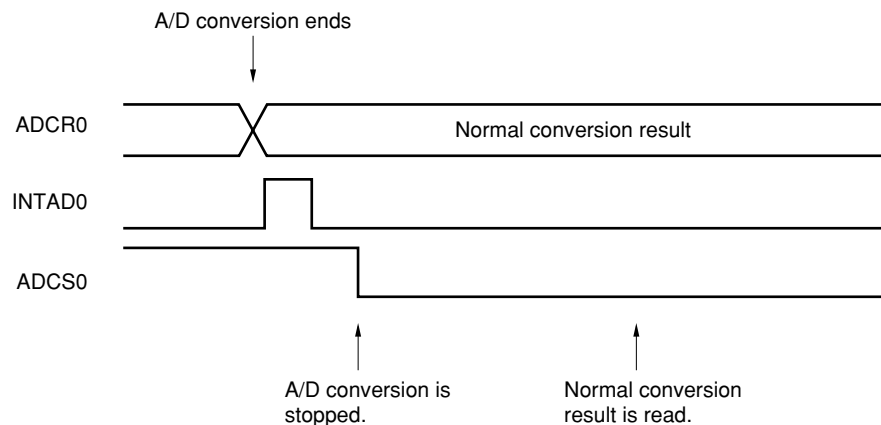 A/D conversion ends
ADCR0
Normal conversion result
INTAD0
ADCS0
A/D conversion is
stopped.
Normal conversion
result is read.